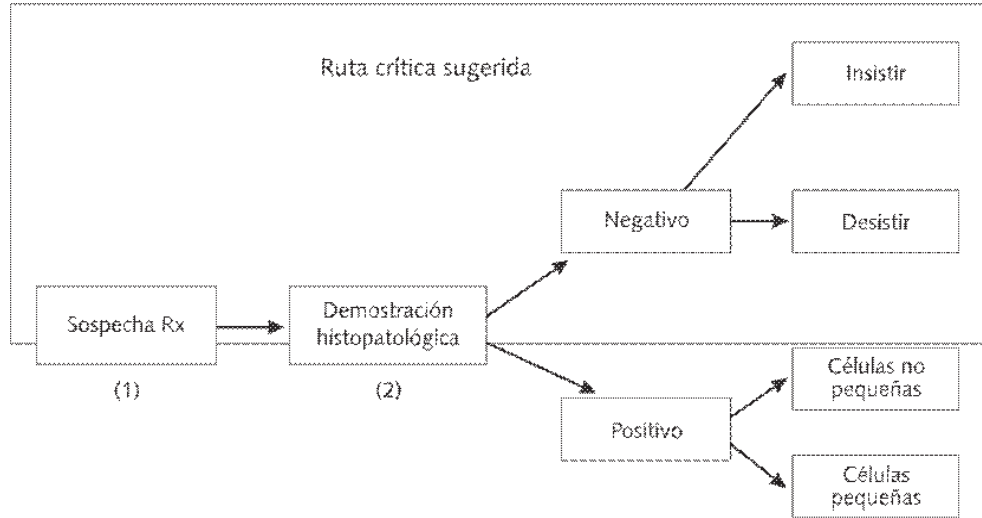 Ruta crítica sugerida
Insistir
Negativo
Desistir
Sospecha Rx
Demostración
histopatológica
(1)
(2)
Células no
pequeñas
Positivo
Células
pequeñas